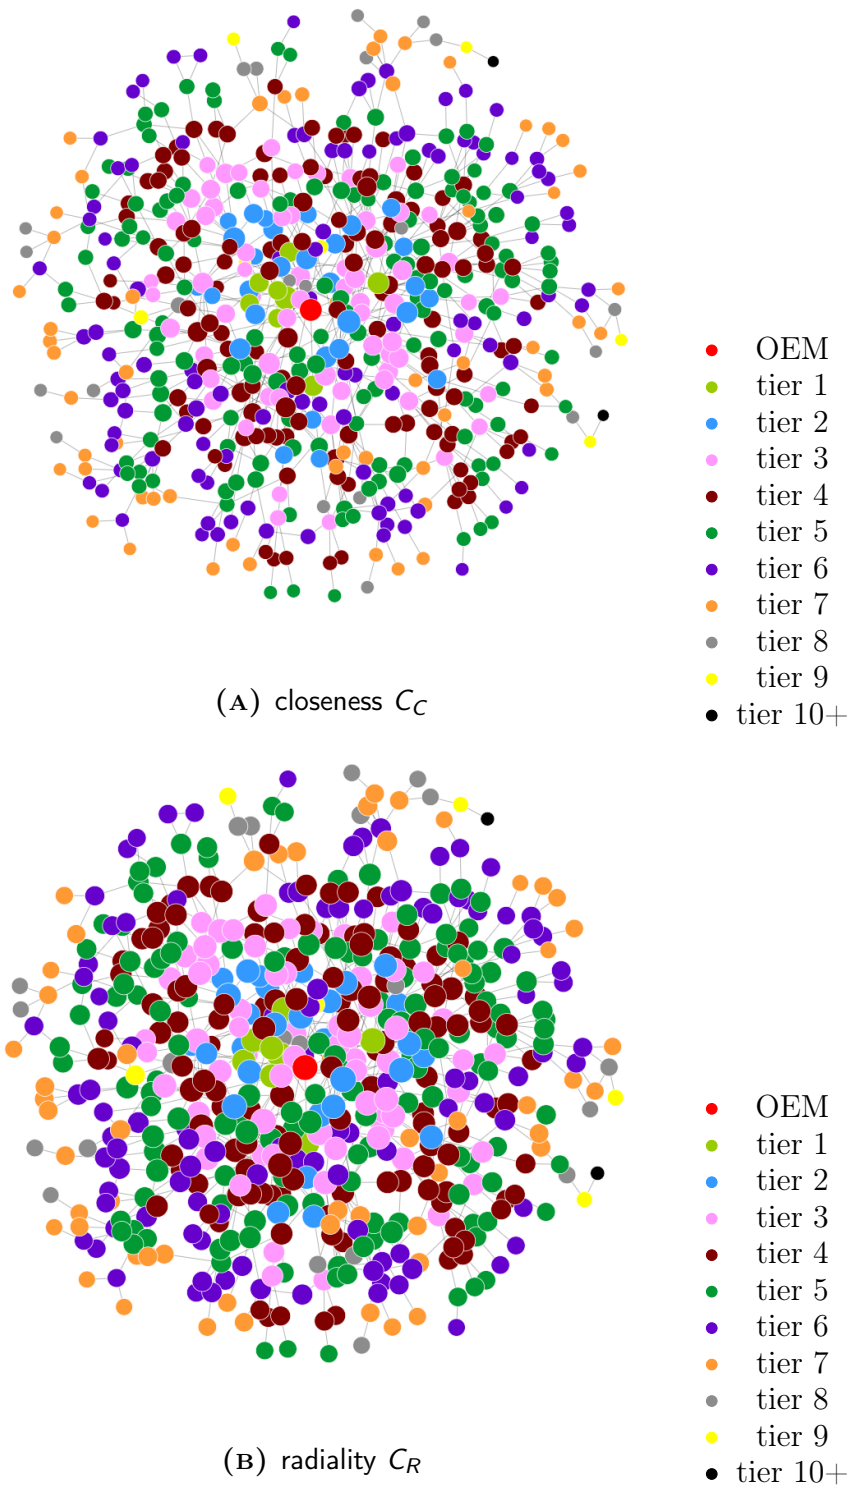 OEM
tier 1
tier 2
tier 3
tier 4
tier 5
tier 6
tier 7
tier 8
tier 9
tier 10+
(A) closeness C_C
OEM
tier 1
tier 2
tier 3
tier 4
tier 5
tier 6
tier 7
tier 8
tier 9
tier 10+
(B) radiality C_R